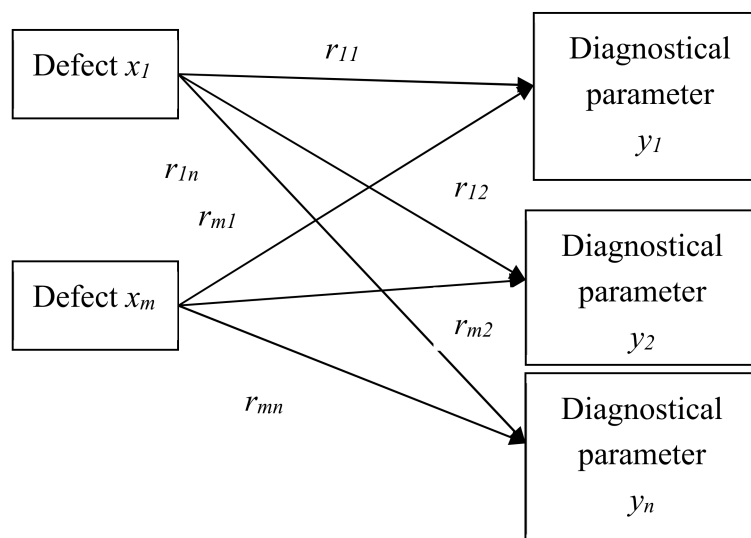 Defect x1
r11
Diagnostical
parameter
y1
r1n
rm1
r12
Defect xm
Diagnostical
parameter
y2
rm2
rmn
Diagnostical
parameter
yn